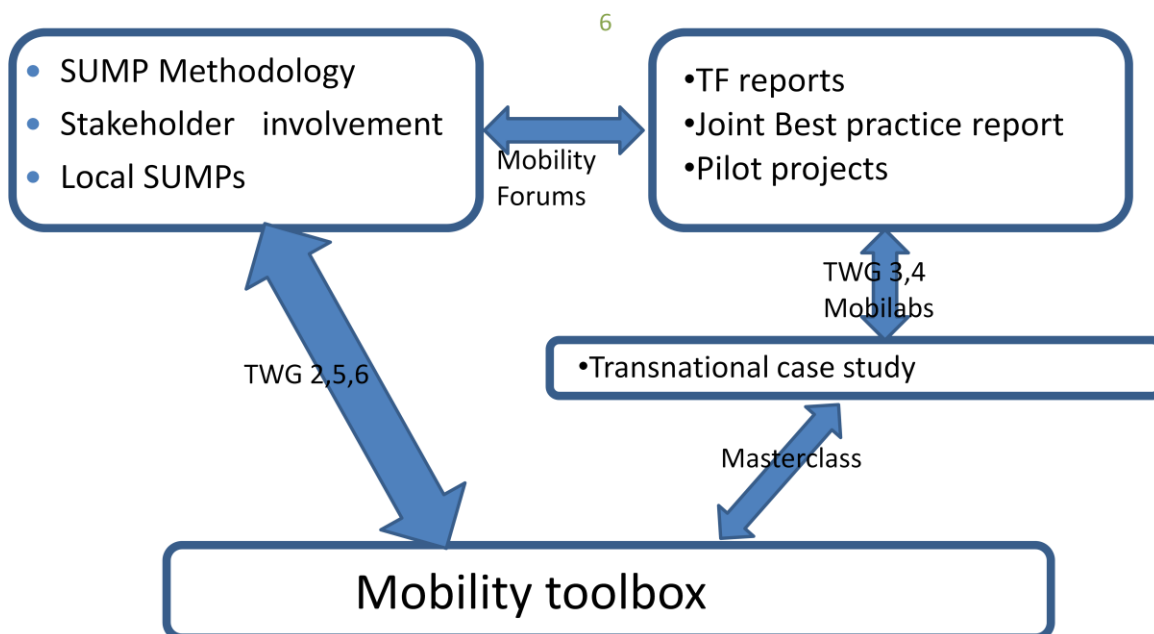 6
• SUMP Methodology
• Stakeholder involvement
• Local SUMPs
Mobility
Forums
•TF reports
•Joint Best practice report
•Pilot projects
TWG 3,4
Mobilabs
•Transnational case study
TWG 2,5,6
Masterclass
Mobility toolbox